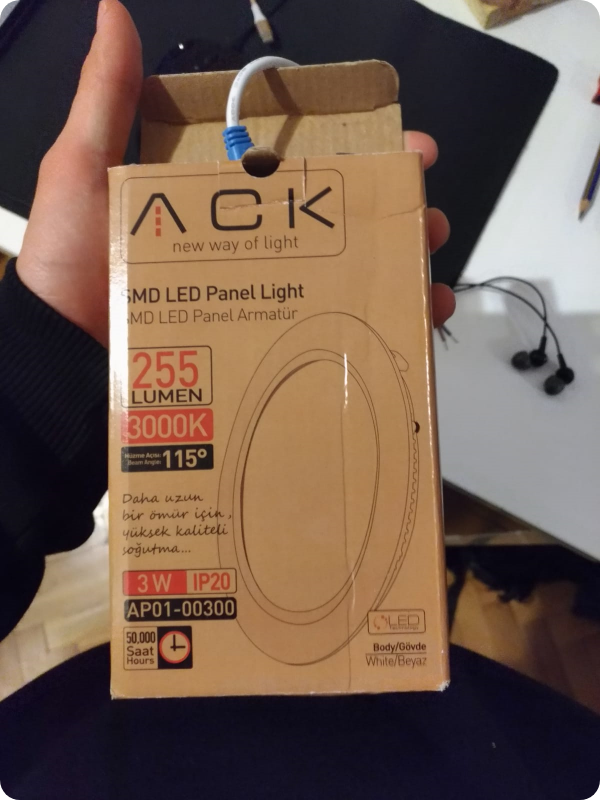 ACK
new way of light
SMD LED Panel Light
SMD LED Panel Armatür
255
LUMEN
3000K
Hüzme Açısı
Beam Angle
115°
Daha uzun
bir ömür için,
yüksek kaliteli
soğutma...
3W IP20
AP01-00300
50.000
Saat
Hours
LED
Technology
Body/Gövde
White/Beyaz